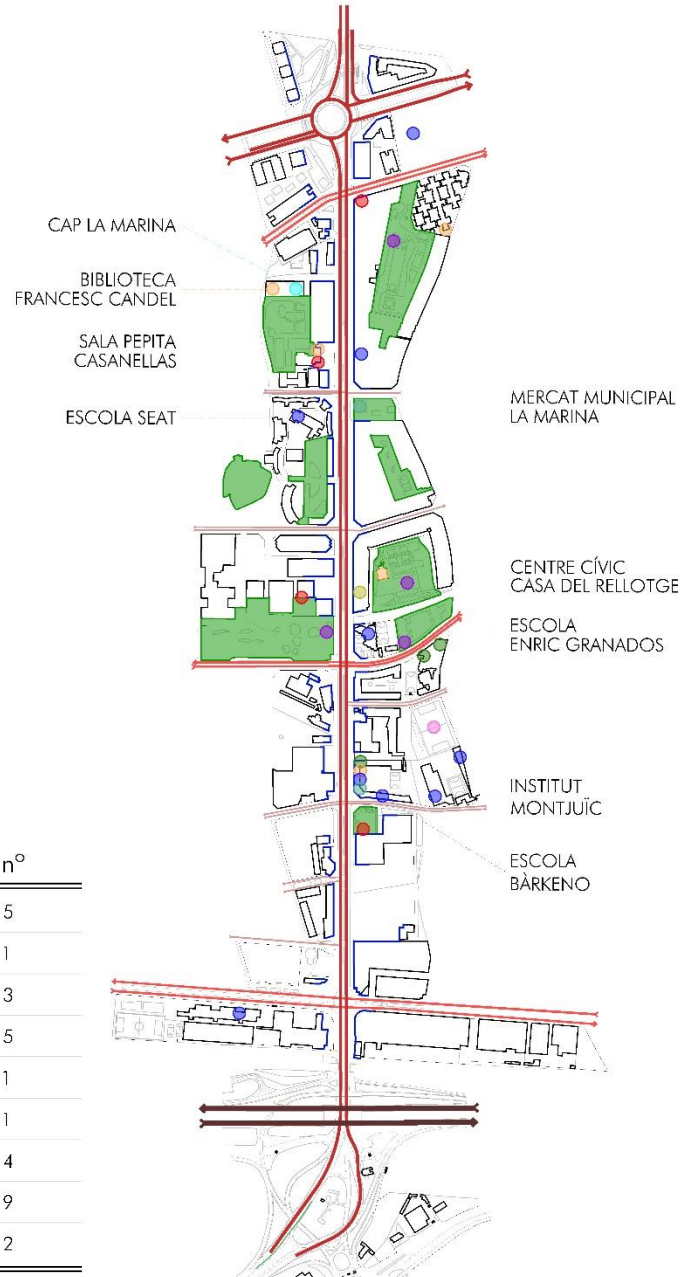 CAP LA MARINA
BIBLIOTECA
FRANCESC CANDEL
SALA PEPITA
CASANELLAS
ESCOLA SEAT
MERCAT MUNICIPAL
LA MARINA
CENTRE CÍVIC
CASA DEL RELLOTGE
ESCOLA
ENRIC GRANADOS
INSTITUT
MONTJUÏC
ESCOLA
BÀRKENO
nº
5
1
3
5
1
1
4
9
2